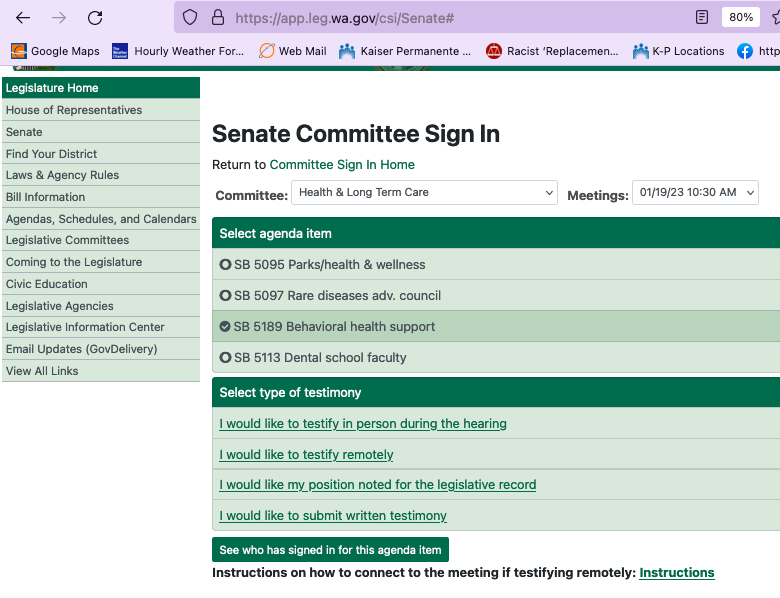 https://app.leg.wa.gov/csi/Senate#
80%
Google Maps
The Weather Channel
Hourly Weather For...
Web Mail
Kaiser Permanente ...
Racist ‘Replacemen...
K-P Locations
http
Legislature Home
House of Representatives
Senate
Find Your District
Laws & Agency Rules
Bill Information
Agendas, Schedules, and Calendars
Legislative Committees
Coming to the Legislature
Civic Education
Legislative Agencies
Legislative Information Center
Email Updates (GovDelivery)
View All Links
Senate Committee Sign In
Return to Committee Sign In Home
Committee: Health & Long Term Care Meetings: 01/19/23 10:30 AM
Select agenda item
SB 5095 Parks/health & wellness
SB 5097 Rare diseases adv. council
SB 5189 Behavioral health support
SB 5113 Dental school faculty
Select type of testimony
I would like to testify in person during the hearing
I would like to testify remotely
I would like my position noted for the legislative record
I would like to submit written testimony
See who has signed in for this agenda item
Instructions on how to connect to the meeting if testifying remotely: Instructions